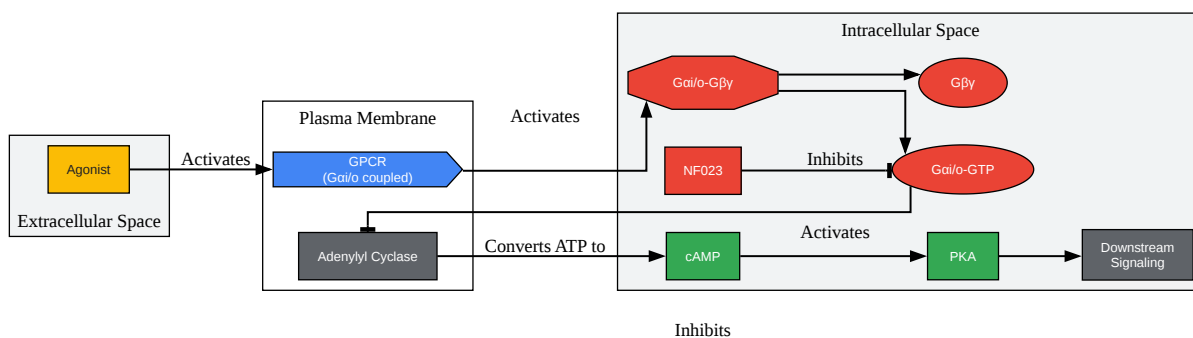 Intracellular Space
Gαi/o-Gβγ
Gβγ
Plasma Membrane
Activates
Activates
GPCR
(Gαi/o coupled)
Agonist
NF023
Inhibits
Gαi/o-GTP
Extracellular Space
Adenylyl Cyclase
Converts ATP to
cAMP
Activates
PKA
Downstream
Signaling
Inhibits